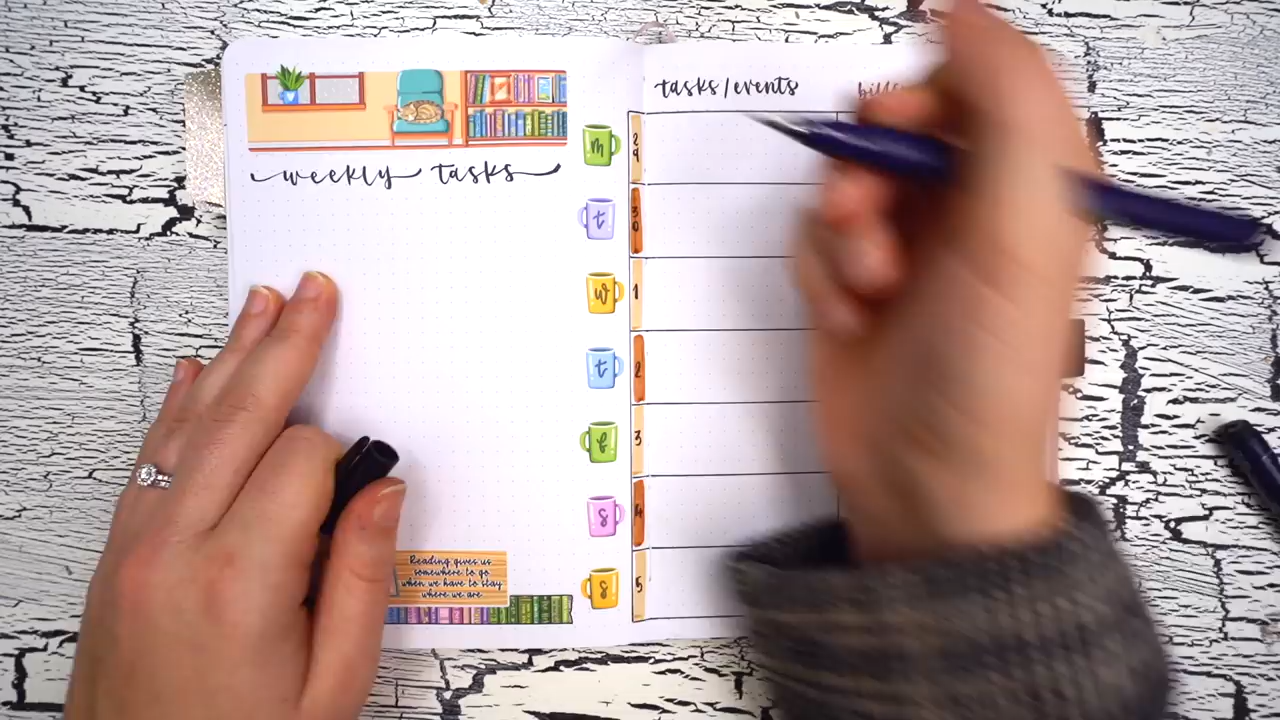 weekly tasks
tasks/events
m
29
t
30
w
1
t
2
f
3
s
4
s
5
Reading gives us
somewhere to go
when we have to stay
where we are